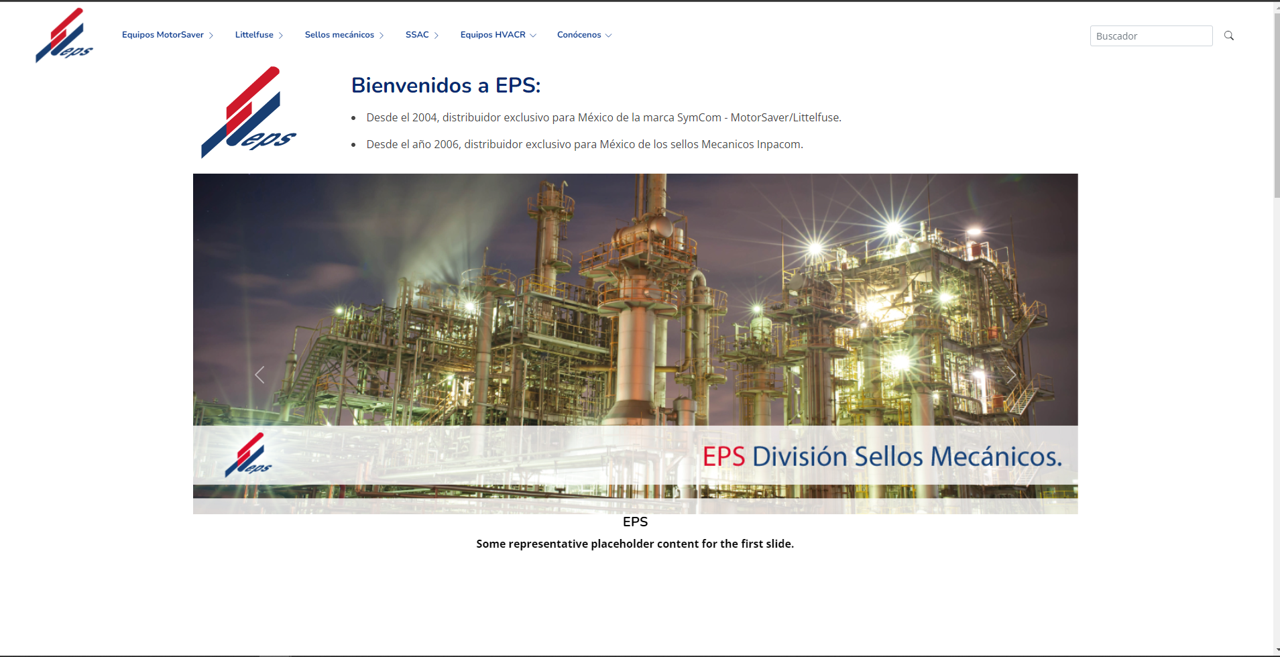 eps
Equipos MotorSaver
Littelfuse
Sellos mecánicos
SSAC
Equipos HVACR
Conócenos
Buscador
eps
Bienvenidos a EPS:
Desde el 2004, distribuidor exclusivo para México de la marca SymCom - MotorSaver/Littelfuse.
Desde el año 2006, distribuidor exclusivo para México de los sellos Mecanicos Inpacom.
eps
EPS División Sellos Mecánicos.
EPS
Some representative placeholder content for the first slide.